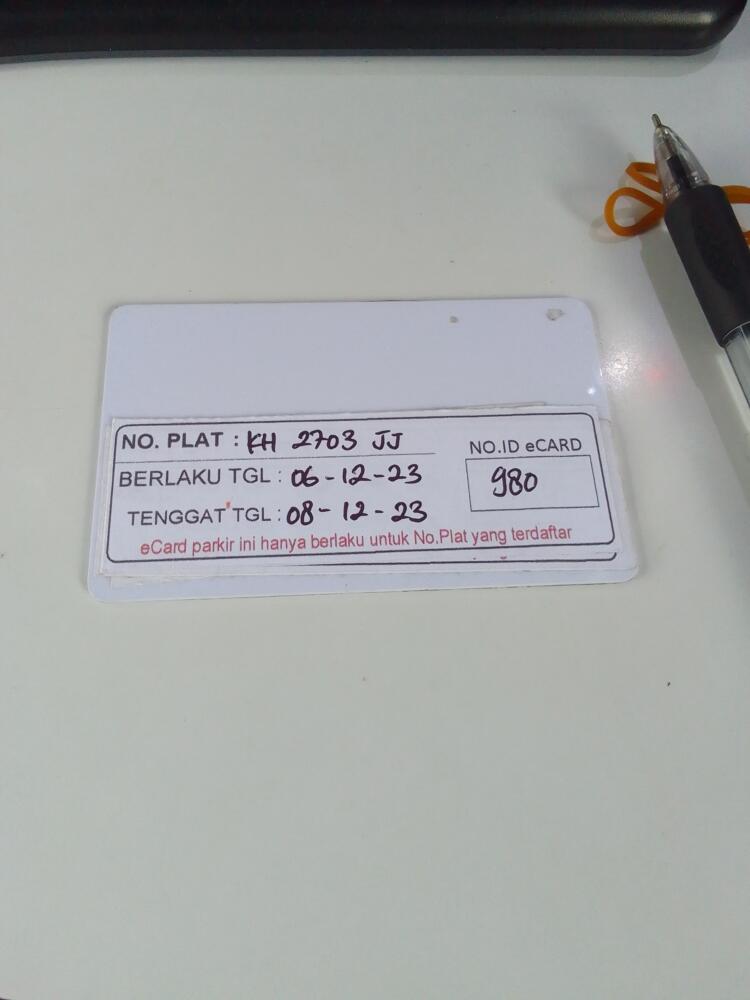 NO. PLAT : KH 2703 JJ
NO.ID eCARD
BERLAKU TGL : 06-12-23
980
TENGGAT TGL : 08-12-23
eCard parkir ini hanya berlaku untuk No.Plat yang terdaftar